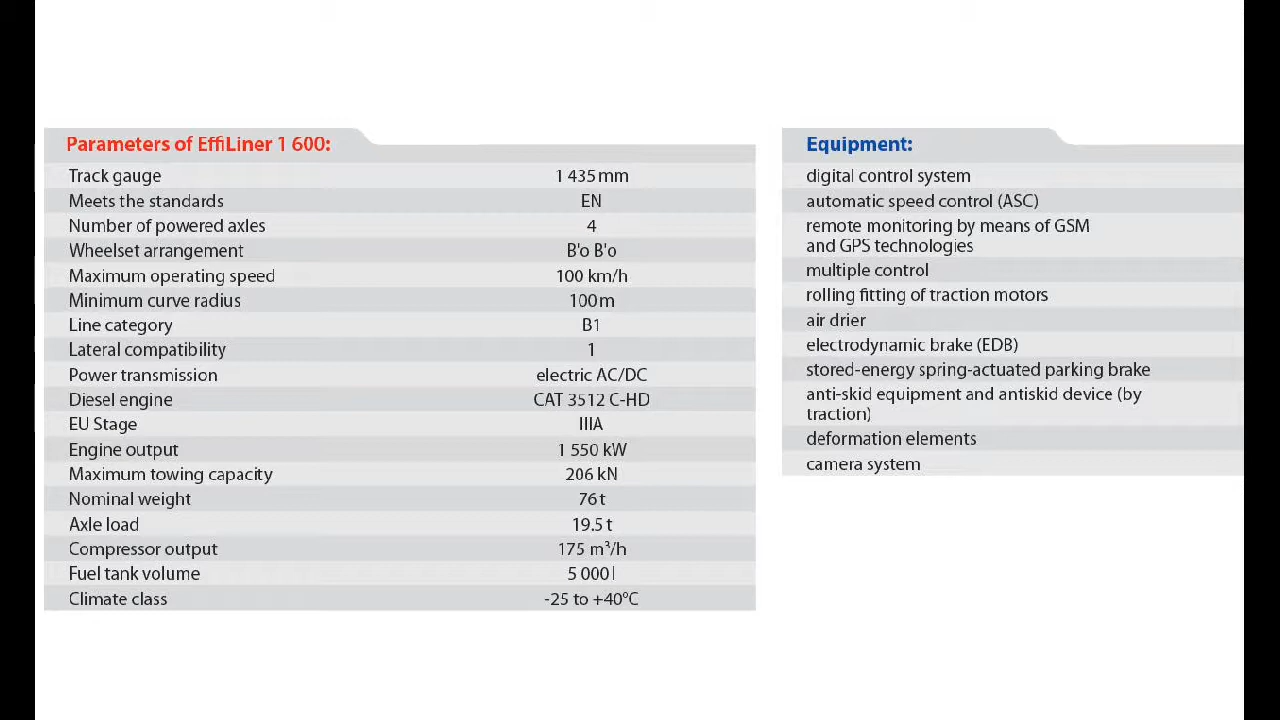 Parameters of EffiLiner 1 600:
Track gauge 1 435 mm
Meets the standards EN
Number of powered axles 4
Wheelset arrangement B'o B'o
Maximum operating speed 100 km/h
Minimum curve radius 100 m
Line category B1
Lateral compatibility 1
Power transmission electric AC/DC
Diesel engine CAT 3512 C-HD
EU Stage IIIA
Engine output 1 550 kW
Maximum towing capacity 206 kN
Nominal weight 76 t
Axle load 19.5 t
Compressor output 175 m³/h
Fuel tank volume 5 000 l
Climate class -25 to +40°C
Equipment:
digital control system
automatic speed control (ASC)
remote monitoring by means of GSM
and GPS technologies
multiple control
rolling fitting of traction motors
air drier
electrodynamic brake (EDB)
stored-energy spring-actuated parking brake
anti-skid equipment and antiskid device (by
traction)
deformation elements
camera system